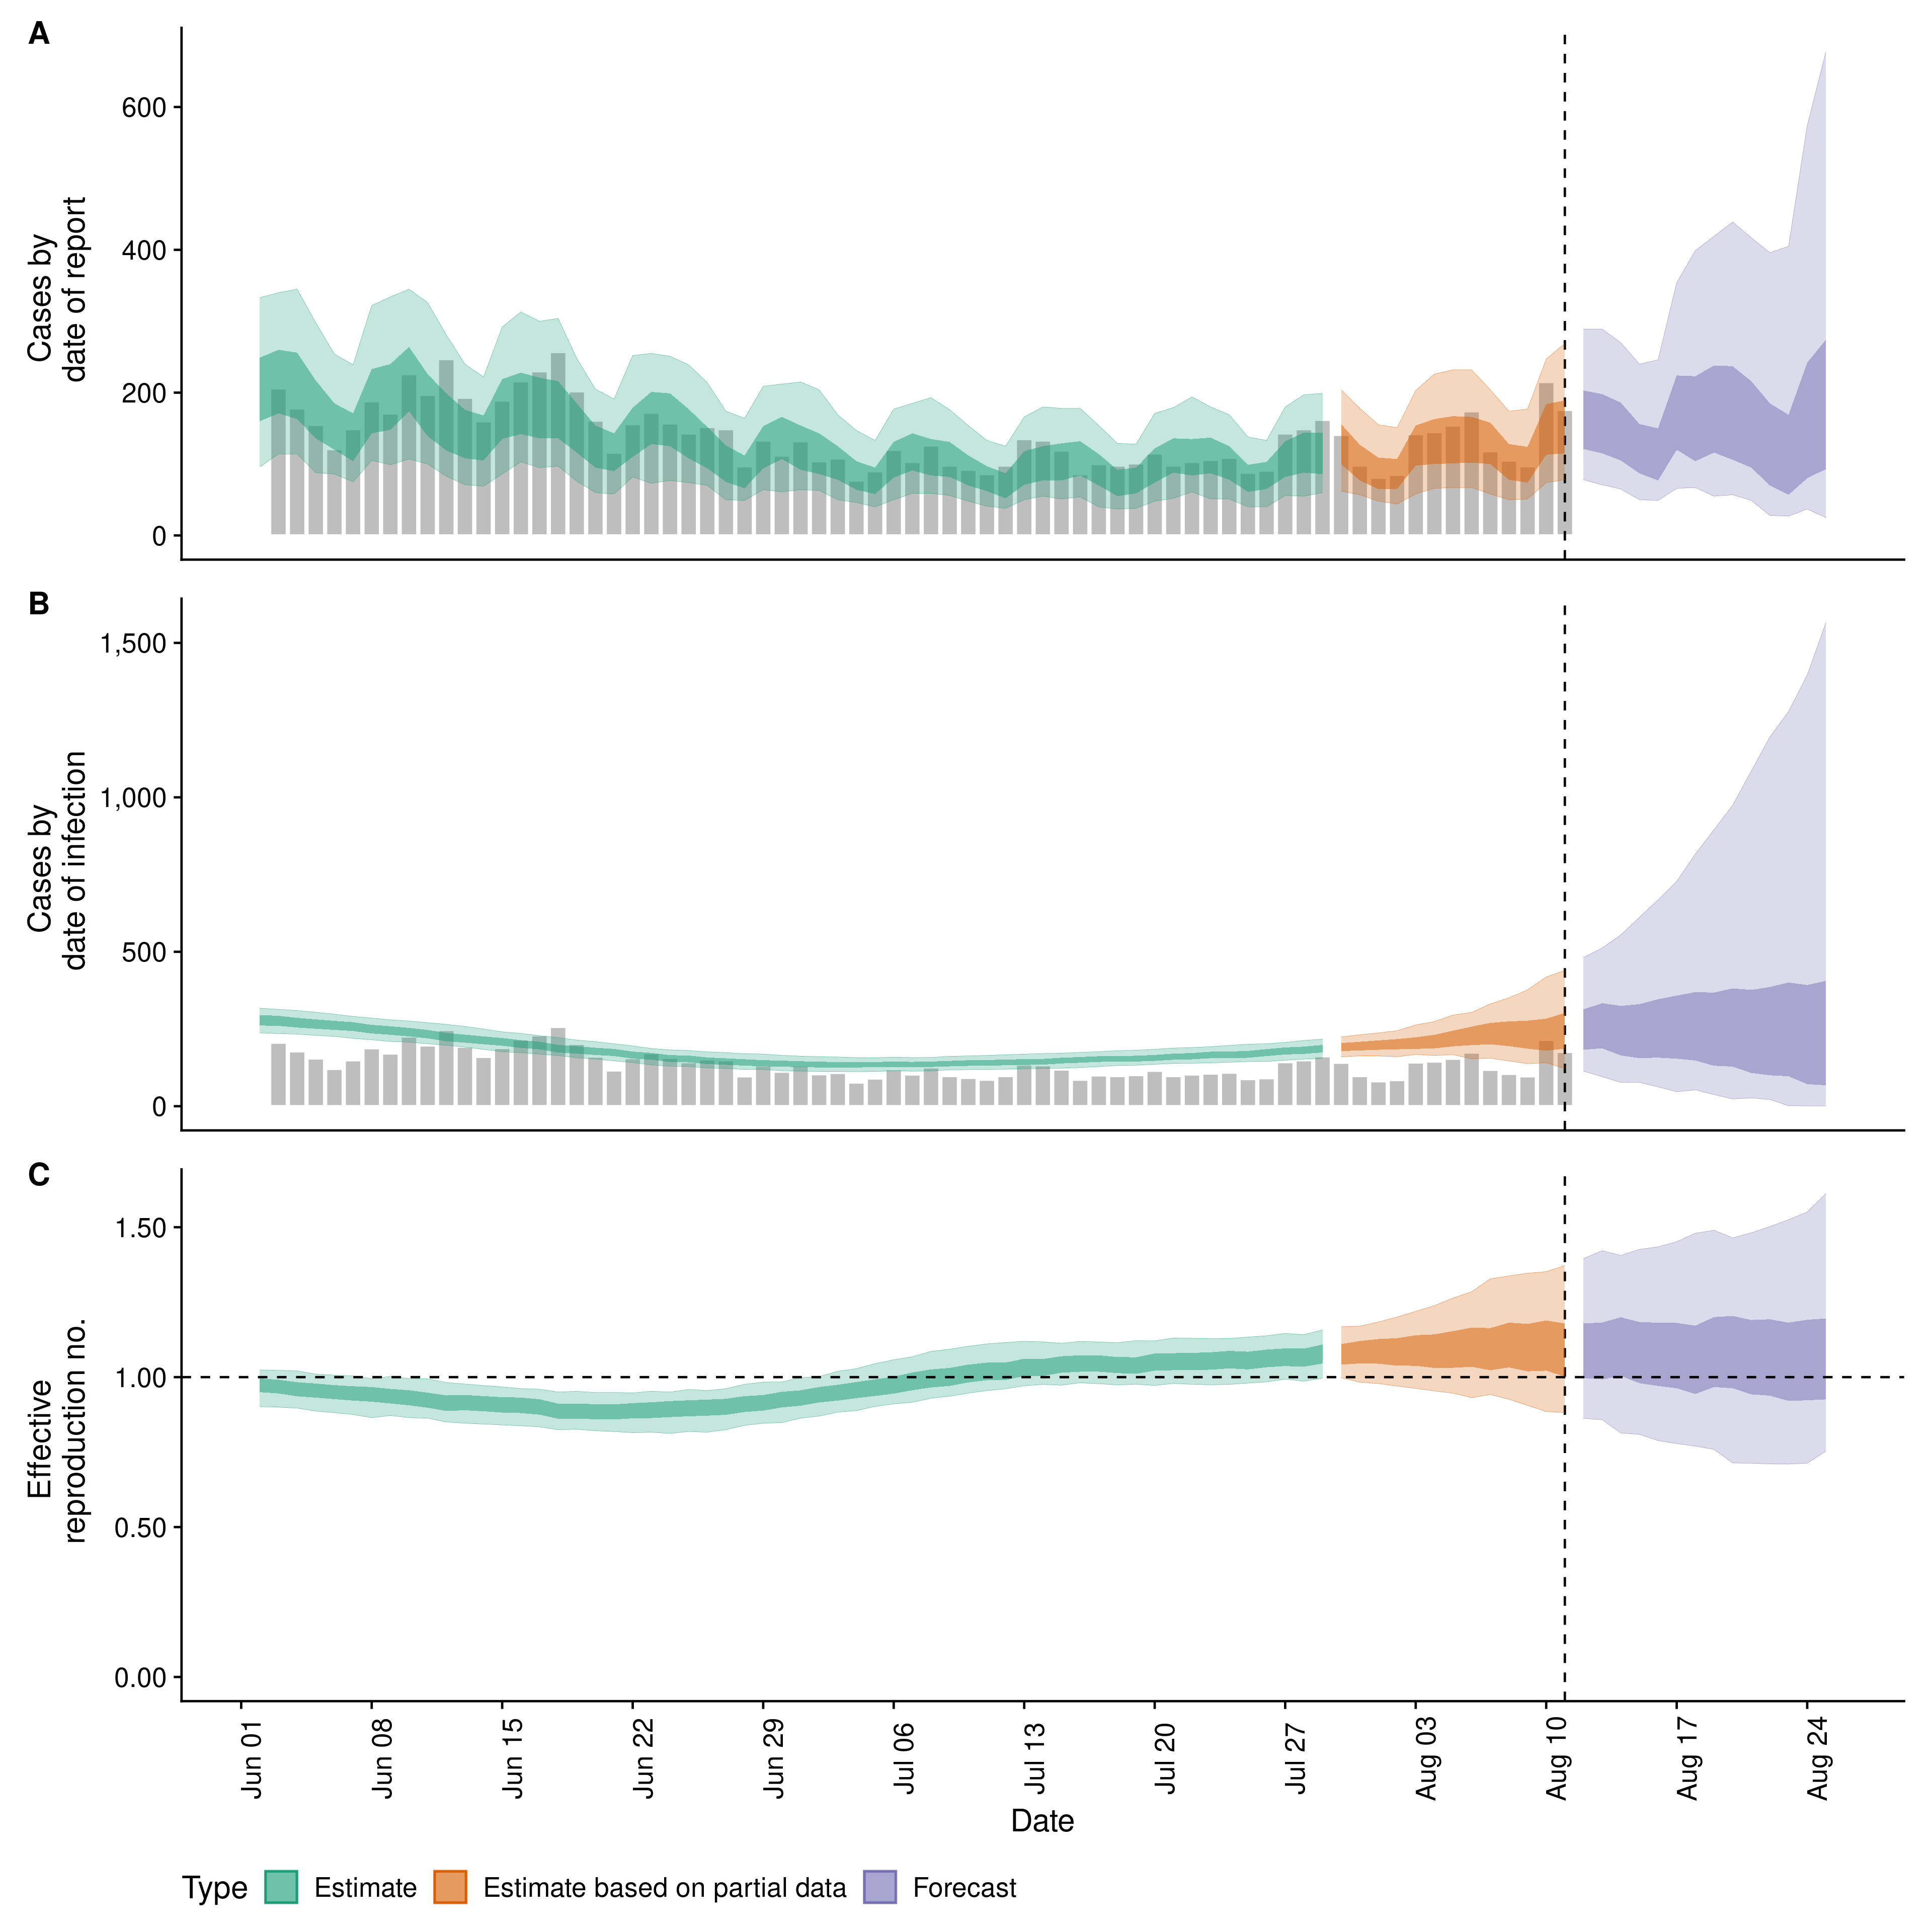 A
600
400
200
0
Cases by
date of report
B
1,500
1,000
500
0
Cases by
date of infection
C
1.50
1.00
0.50
0.00
Effective
reproduction no.
Jun 01
Jun 08
Jun 15
Jun 22
Jun 29
Jul 06
Jul 13
Jul 20
Jul 27
Aug 03
Aug 10
Aug 17
Aug 24
Date
Type Estimate Estimate based on partial data Forecast